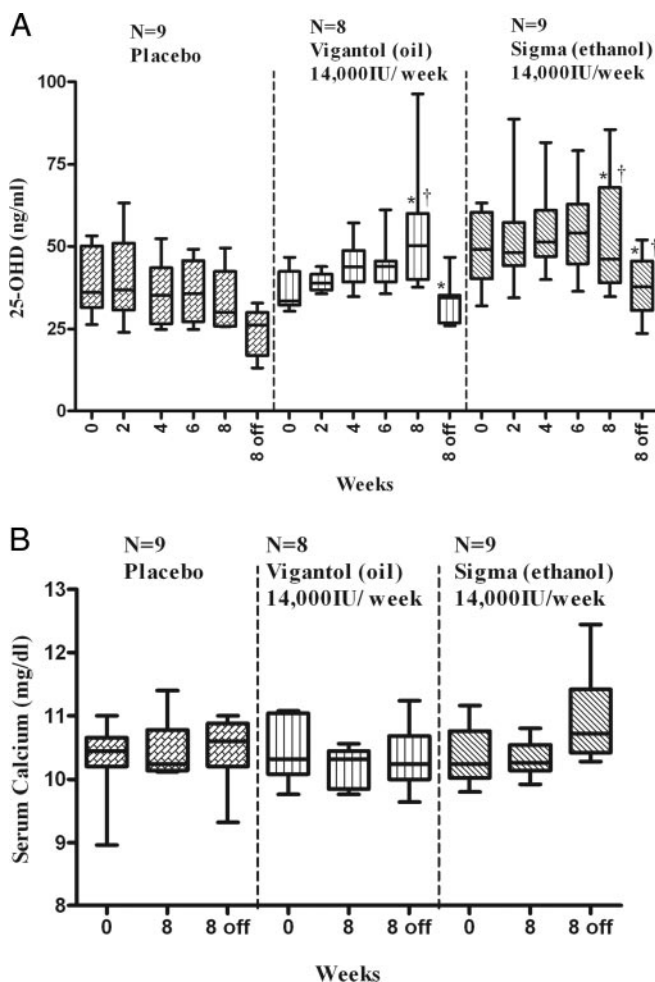 A
N=9
Placebo
N=8
Vigantol (oil)
14,000IU/ week
N=9
Sigma (ethanol)
14,000IU/week
25-OHD (ng/ml)
100
75
50
25
0
* †
*
* †
* †
0 2 4 6 8 8 off 0 2 4 6 8 8 off 0 2 4 6 8 8 off
Weeks
B
N=9
Placebo
N=8
Vigantol (oil)
14,000IU/ week
N=9
Sigma (ethanol)
14,000IU/week
Serum Calcium (mg/dl)
13
12
11
10
9
8
0 8 8 off 0 8 8 off 0 8 8 off
Weeks